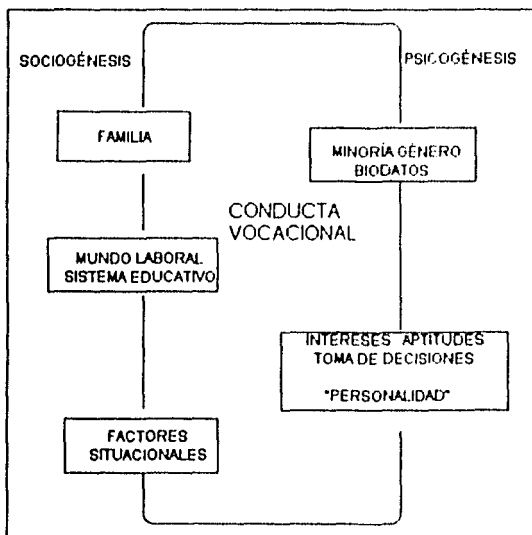 SOCIOGÉNESIS
PSICOGÉNESIS
FAMILIA
MINORÍA GÉNERO
BIODATOS
CONDUCTA
VOCACIONAL
MUNDO LABORAL
SISTEMA EDUCATIVO
INTERESES APTITUDES
TOMA DE DECISIONES
"PERSONALIDAD"
FACTORES
SITUACIONALES